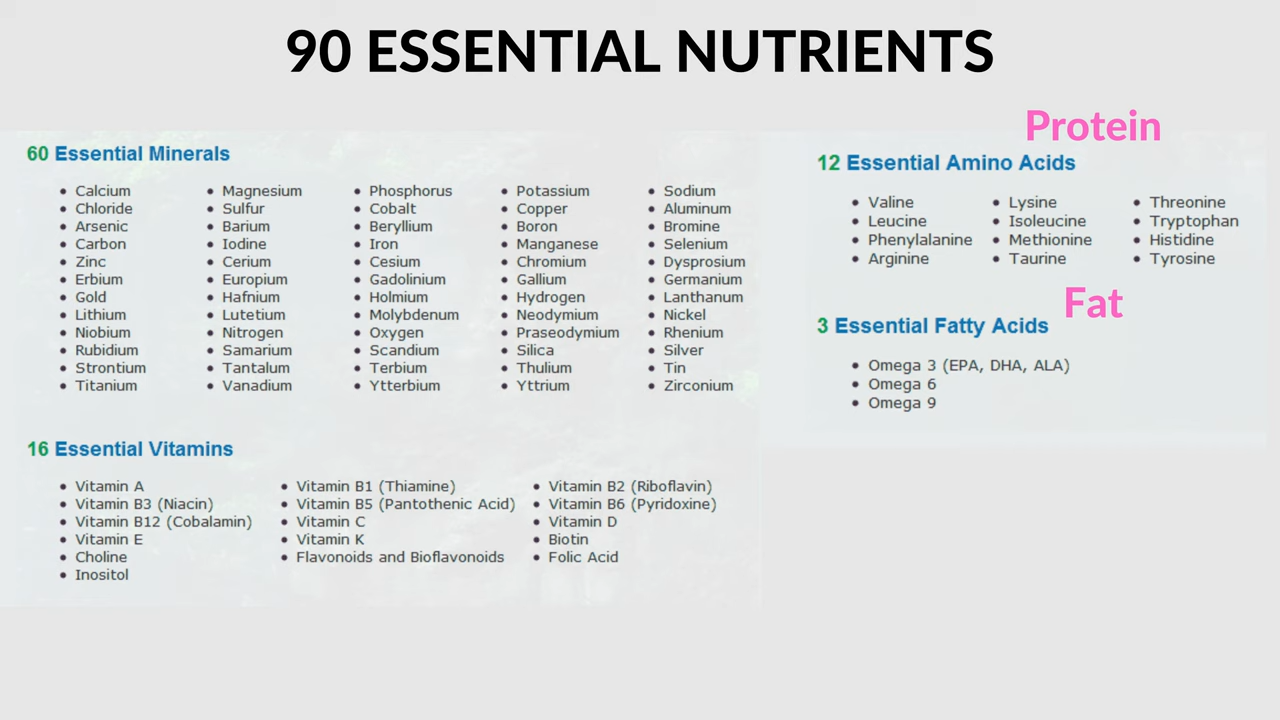 90 ESSENTIAL NUTRIENTS
60 Essential Minerals
• Calcium • Magnesium • Phosphorus • Potassium • Sodium
• Chloride • Sulfur • Cobalt • Copper • Aluminum
• Arsenic • Barium • Beryllium • Boron • Bromine
• Carbon • Iodine • Iron • Manganese • Selenium
• Zinc • Cerium • Cesium • Chromium • Dysprosium
• Erbium • Europium • Gadolinium • Gallium • Germanium
• Gold • Hafnium • Holmium • Hydrogen • Lanthanum
• Lithium • Lutetium • Molybdenum • Neodymium • Nickel
• Niobium • Nitrogen • Oxygen • Praseodymium • Rhenium
• Rubidium • Samarium • Scandium • Silica • Silver
• Strontium • Tantalum • Terbium • Thulium • Tin
• Titanium • Vanadium • Ytterbium • Yttrium • Zirconium
16 Essential Vitamins
• Vitamin A • Vitamin B1 (Thiamine) • Vitamin B2 (Riboflavin)
• Vitamin B3 (Niacin) • Vitamin B5 (Pantothenic Acid) • Vitamin B6 (Pyridoxine)
• Vitamin B12 (Cobalamin) • Vitamin C • Vitamin D
• Vitamin E • Vitamin K • Biotin
• Choline • Flavonoids and Bioflavonoids • Folic Acid
• Inositol
Protein
12 Essential Amino Acids
• Valine • Lysine • Threonine
• Leucine • Isoleucine • Tryptophan
• Phenylalanine • Methionine • Histidine
• Arginine • Taurine • Tyrosine
Fat
3 Essential Fatty Acids
• Omega 3 (EPA, DHA, ALA)
• Omega 6
• Omega 9